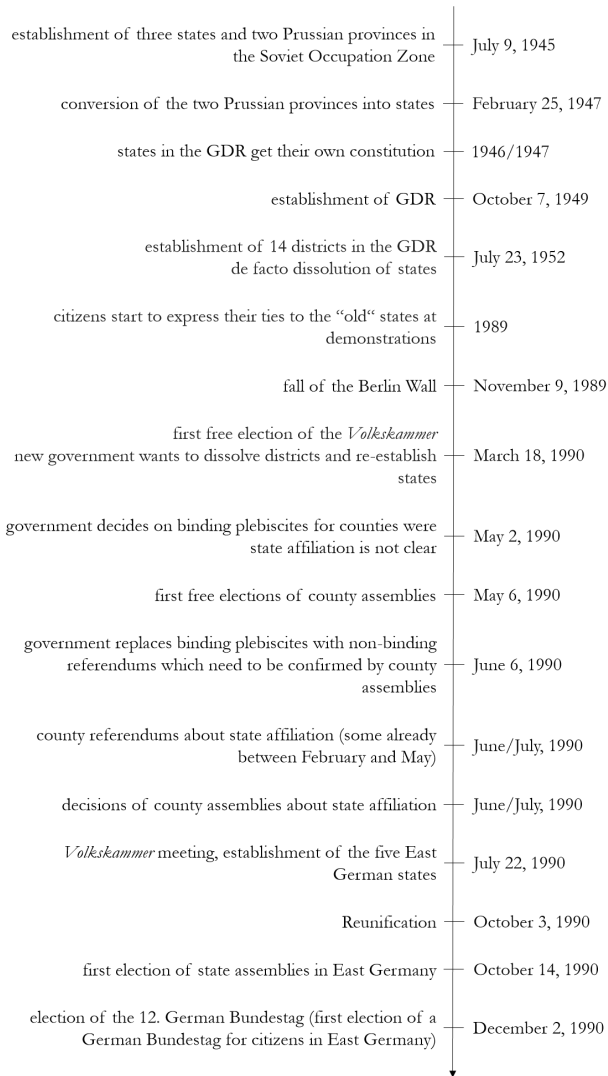 establishment of three states and two Prussian provinces in
the Soviet Occupation Zone
July 9, 1945
conversion of the two Prussian provinces into states
February 25, 1947
states in the GDR get their own constitution
1946/1947
establishment of GDR
October 7, 1949
establishment of 14 districts in the GDR
de facto dissolution of states
July 23, 1952
citizens start to express their ties to the “old“ states at
demonstrations
1989
fall of the Berlin Wall
November 9, 1989
first free election of the Volkskammer
new government wants to dissolve districts and re-establish
states
March 18, 1990
government decides on binding plebiscites for counties were
state affiliation is not clear
May 2, 1990
first free elections of county assemblies
May 6, 1990
government replaces binding plebiscites with non-binding
referendums which need to be confirmed by county
assemblies
June 6, 1990
county referendums about state affiliation (some already
between February and May)
June/July, 1990
decisions of county assemblies about state affiliation
June/July, 1990
Volkskammer meeting, establishment of the five East
German states
July 22, 1990
Reunification
October 3, 1990
first election of state assemblies in East Germany
October 14, 1990
election of the 12. German Bundestag (first election of a
German Bundestag for citizens in East Germany)
December 2, 1990